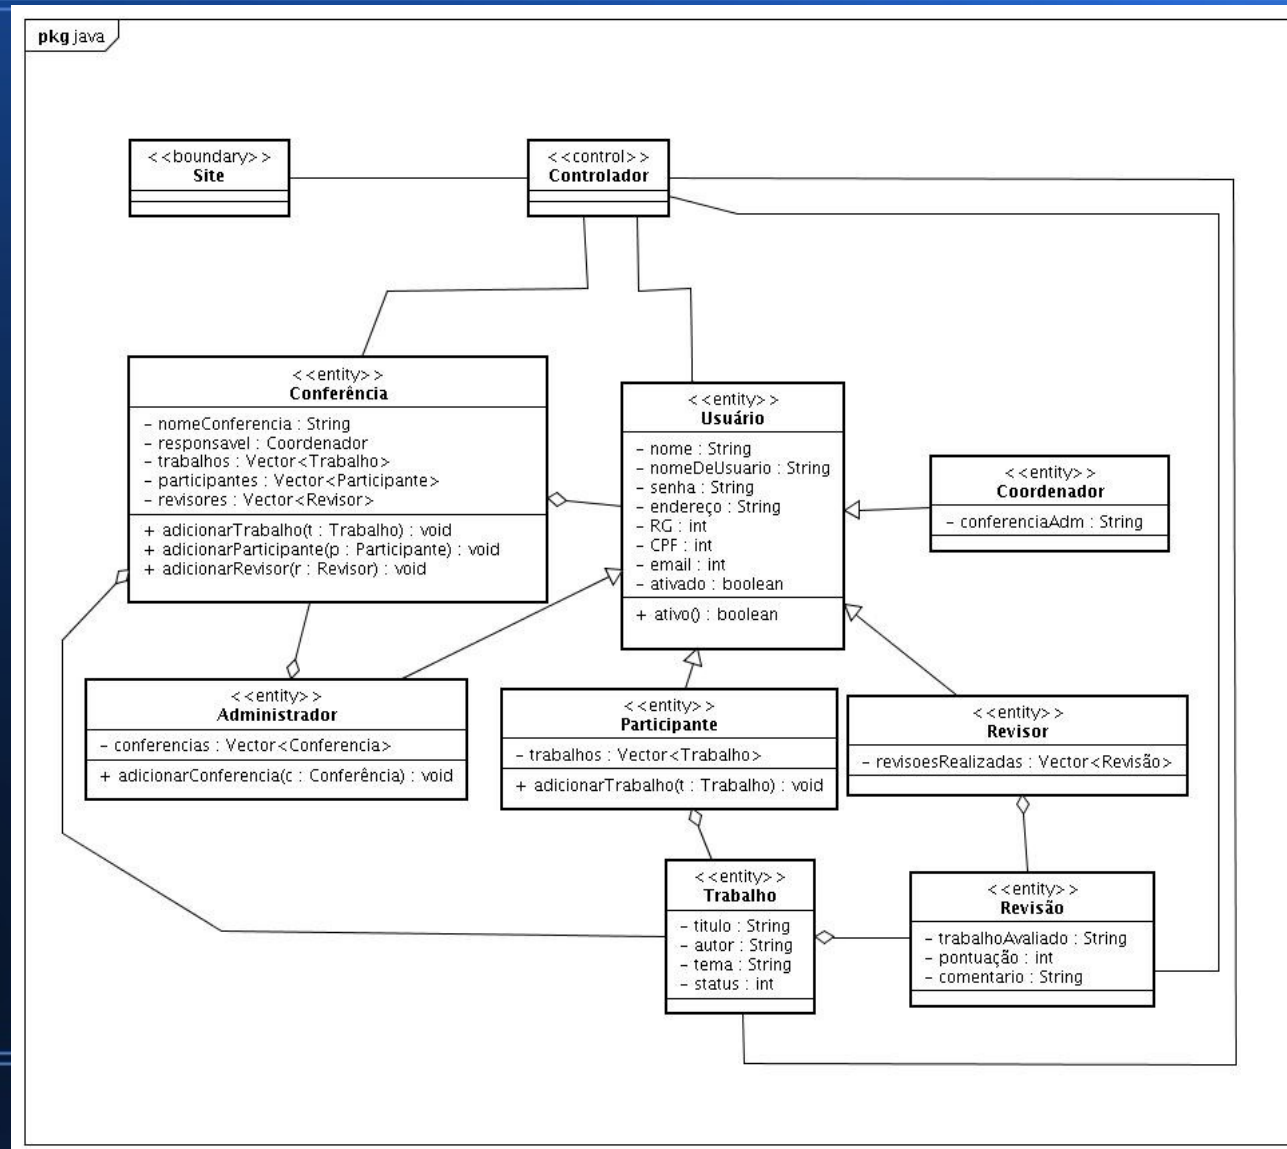 pkg java
<<boundary>>
Site
<<control>>
Controlador
<<entity>>
Conferência
- nomeConferencia : String
- responsavel : Coordenador
- trabalhos : Vector<Trabalho>
- participantes : Vector<Participante>
- revisores : Vector<Revisor>
+ adicionarTrabalho(t : Trabalho) : void
+ adicionarParticipante(p : Participante) : void
+ adicionarRevisor(r : Revisor) : void
<<entity>>
Usuário
- nome : String
- nomeDeUsuario : String
- senha : String
- endereço : String
- RG : int
- CPF : int
- email : int
- ativado : boolean
+ ativo() : boolean
<<entity>>
Coordenador
- conferenciaAdm : String
<<entity>>
Administrador
- conferencias : Vector<Conferencia>
+ adicionarConferencia(c : Conferência) : void
<<entity>>
Participante
- trabalhos : Vector<Trabalho>
+ adicionarTrabalho(t : Trabalho) : void
<<entity>>
Revisor
- revisoesRealizadas : Vector<Revisão>
<<entity>>
Trabalho
- titulo : String
- autor : String
- tema : String
- status : int
<<entity>>
Revisão
- trabalhoAvaliado : String
- pontuação : int
- comentario : String